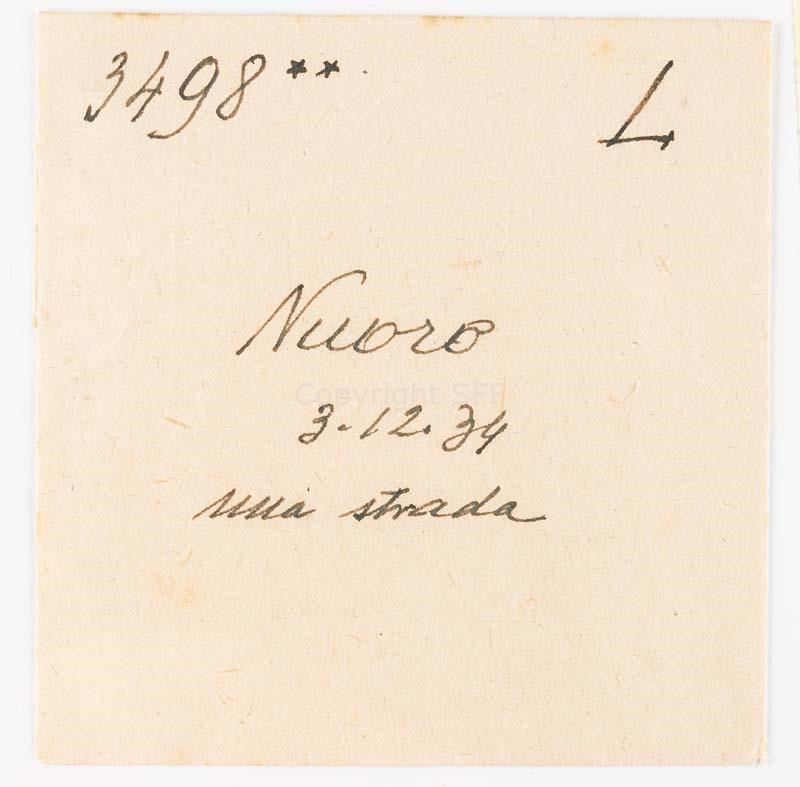 3498 ** L
Nuoro
Copyright SFF
3.12.34
una strada